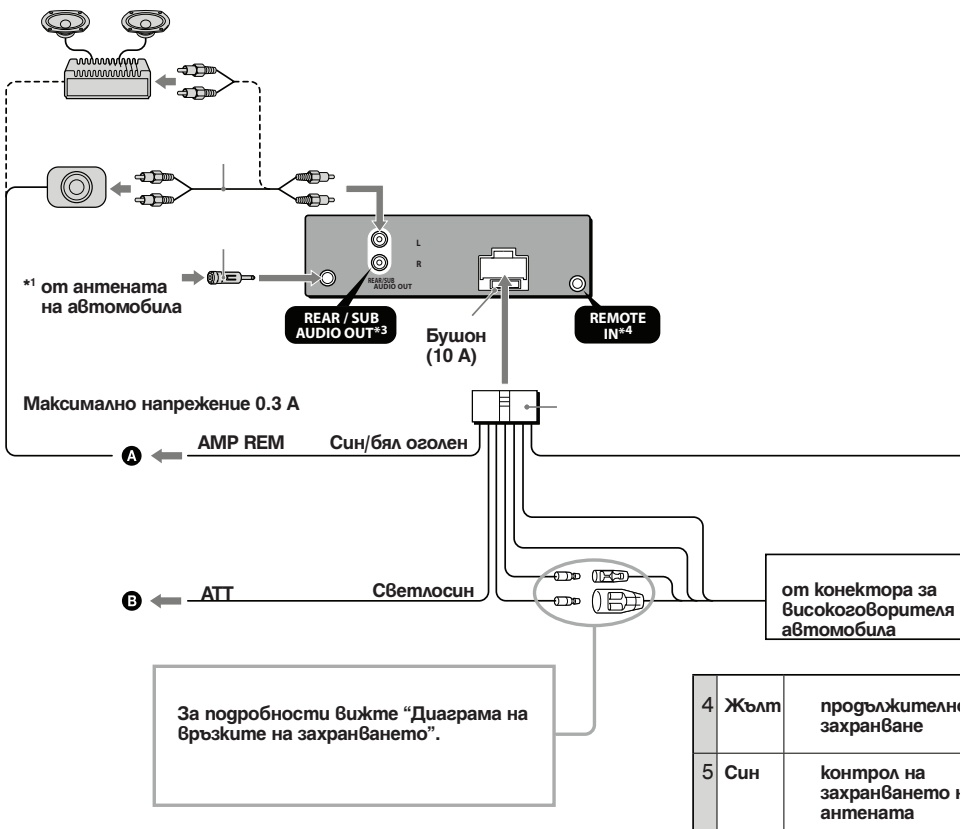 L
R
REAR/SUB
AUDIO OUT
*1 от антената
на автомобила
REAR / SUB
AUDIO OUT*3
Бушон
(10 A)
REMOTE
IN*4
Максимално напрежение 0.3 А
A
AMP REM
Син/бял оголен
B
ATT
Светлосин
от конектора за
високоговорителя
автомобила
За подробности вижте “Диаграма на
връзките на захранването”.
4 Жълт
захранване
5 Син
контрол на
захранването
антената